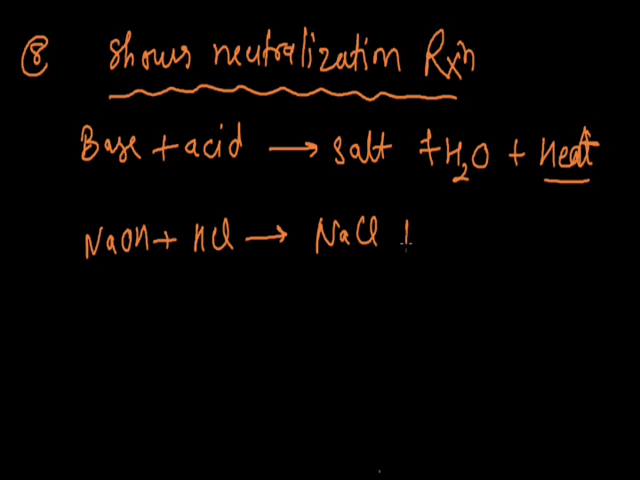 ⑧ Shows neutralization Rxn
Base + acid → salt + H₂O + Heat
NaOH + HCl → NaCl +